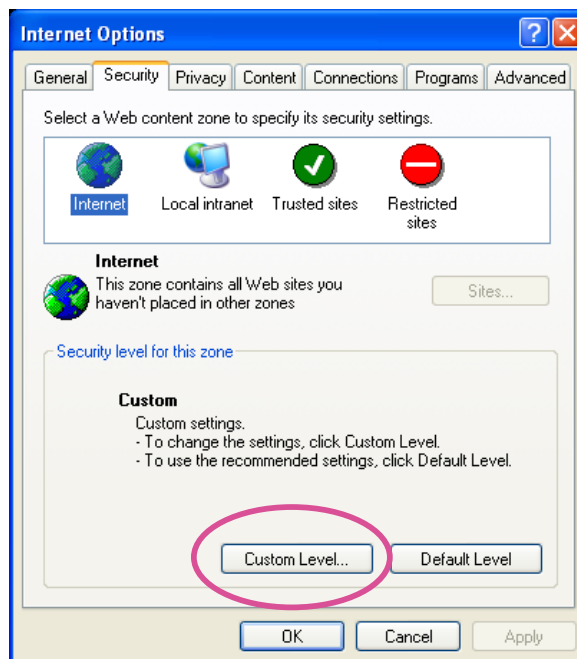 Internet Options
General Security Privacy Content Connections Programs Advanced
Select a Web content zone to specify its security settings.
Internet Local intranet Trusted sites Restricted sites
Internet
This zone contains all Web sites you
haven't placed in other zones
Sites...
Security level for this zone
Custom
Custom settings.
- To change the settings, click Custom Level.
- To use the recommended settings, click Default Level.
Custom Level... Default Level
OK Cancel Apply